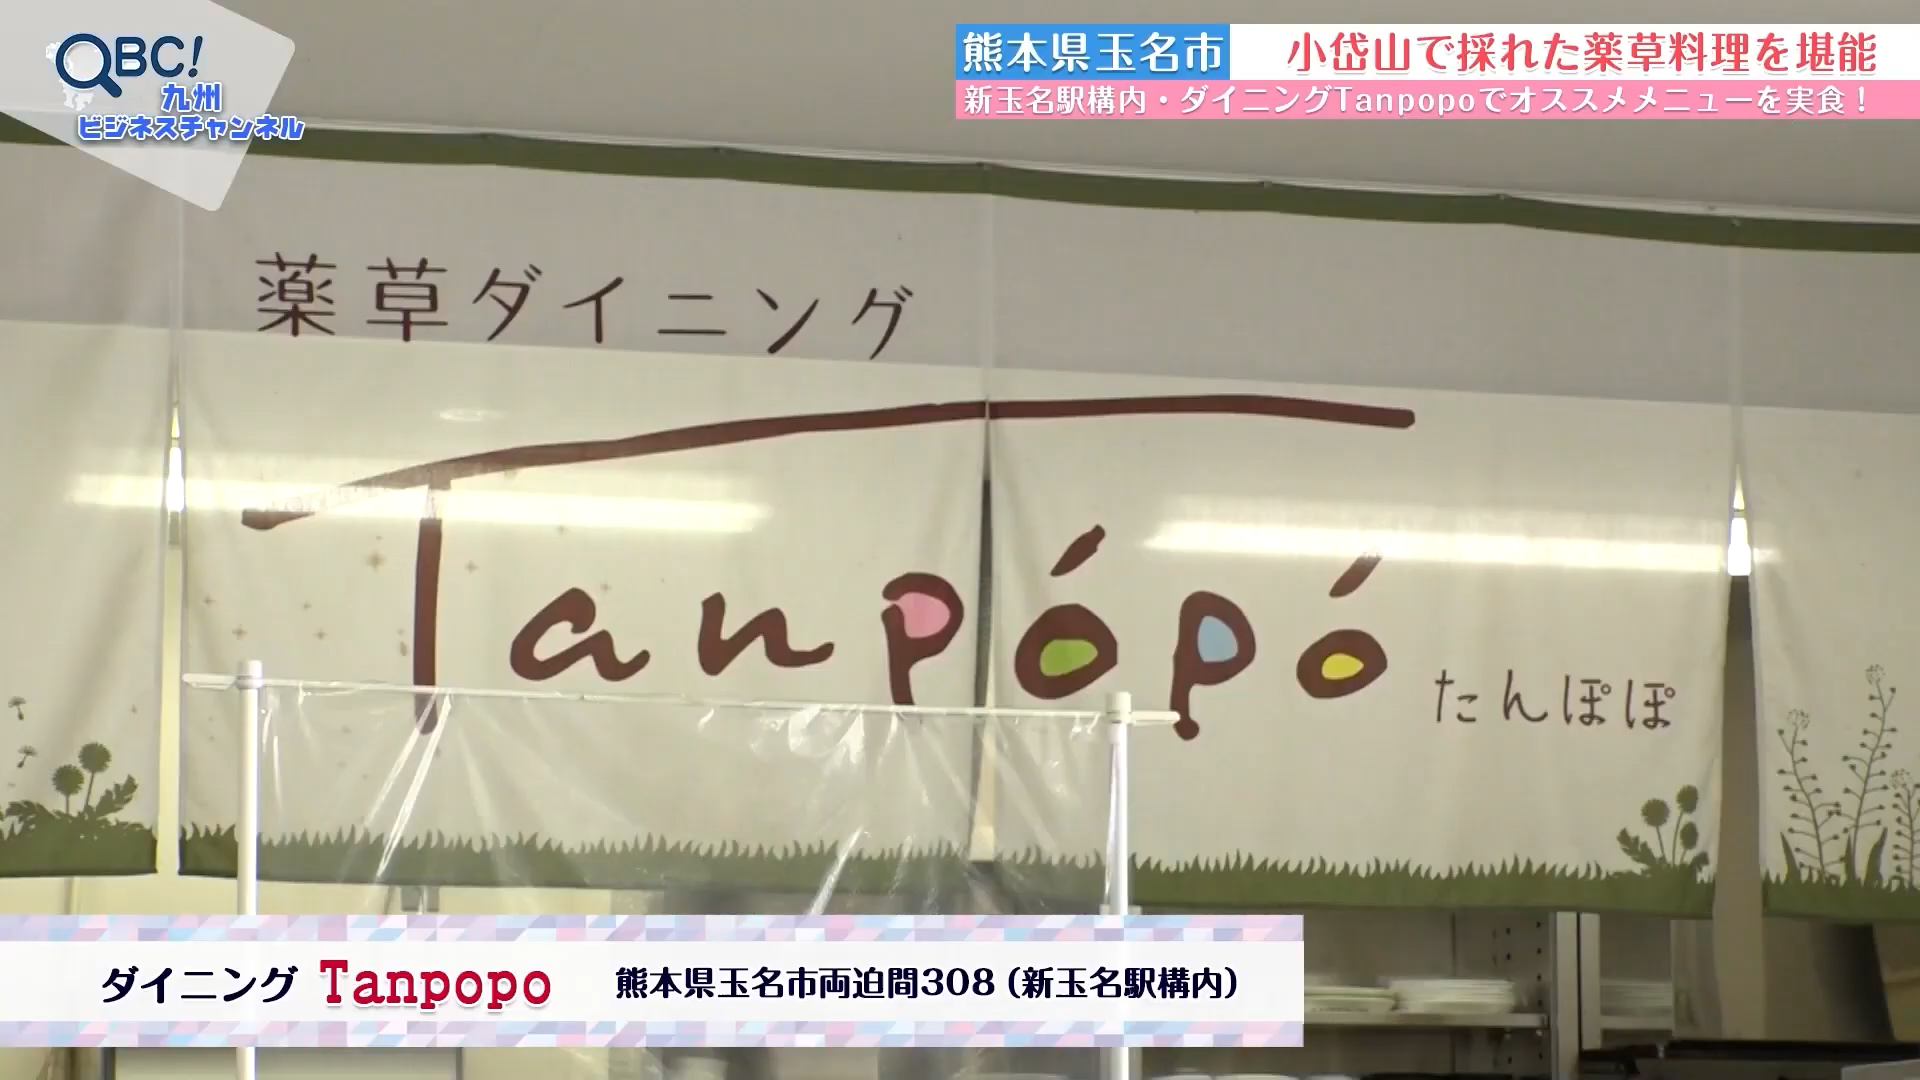 QBC!
九州
ビジネスチャンネル
熊本県玉名市 小岱山で採れた薬草料理を堪能
新玉名駅構内・ダイニングTanpopoでオススメメニューを実食！
薬草ダイニング
Tanpópó
たんぽぽ
ダイニング Tanpopo 熊本県玉名市両迫間308（新玉名駅構内）